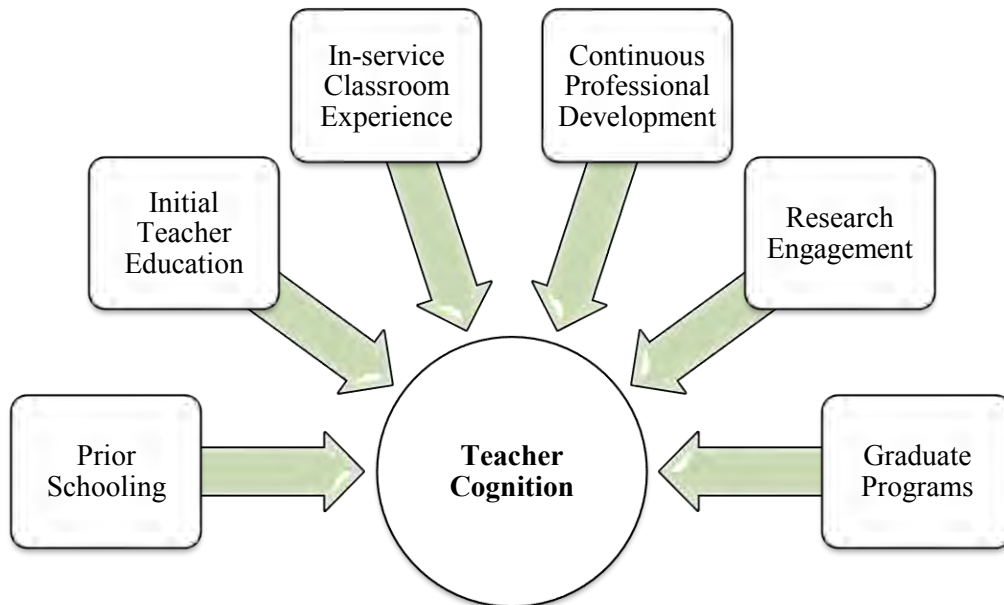 In-service
Classroom
Experience
Continuous
Professional
Development
Initial
Teacher
Education
Research
Engagement
Prior
Schooling
Teacher
Cognition
Graduate
Programs